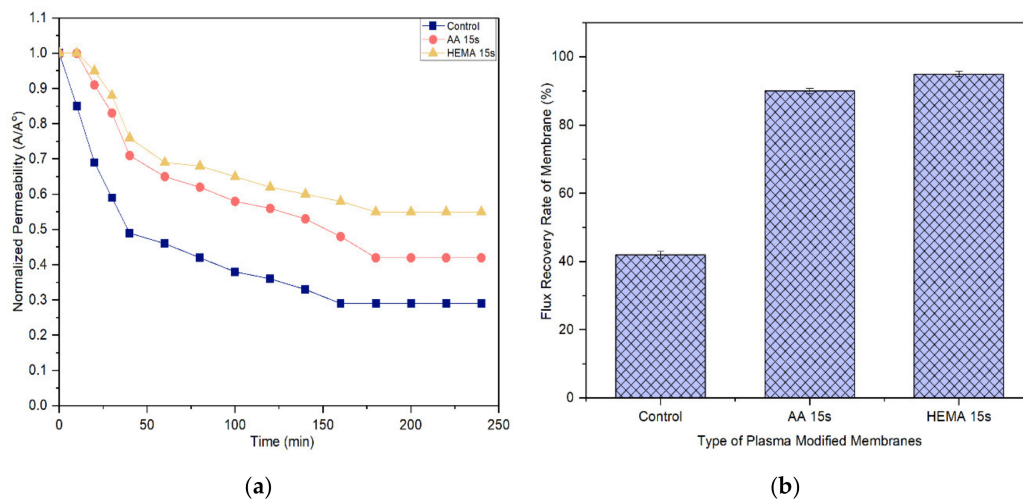 1.1
1.0
0.9
0.8
0.7
0.6
0.5
0.4
0.3
0.2
0.1
0.0
Normalized Permeability (A/A°)
Control
AA 15s
HEMA 15s
0 50 100 150 200 250
Time (min)
(a)
100
80
60
40
20
0
Flux Recovery Rate of Membrane (%)
Control AA 15s HEMA 15s
Type of Plasma Modified Membranes
(b)